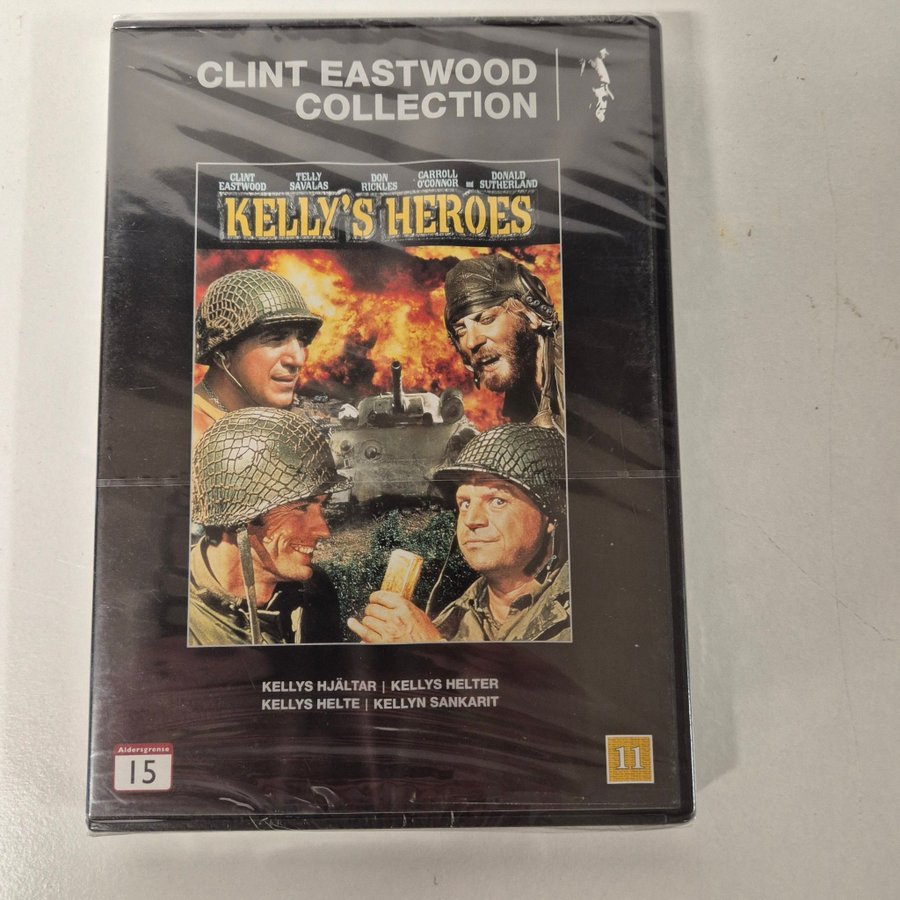 CLINT EASTWOOD
COLLECTION
CLINT EASTWOOD
TELLY SAVALAS
DON RICKLES
CARROLL O'CONNOR
AND
DONALD SUTHERLAND
KELLY'S HEROES
KELLYS HJÄLTAR | KELLYS HELTER
KELLYS HELTE | KELLYN SANKARIT
Aldersgrense
15
11